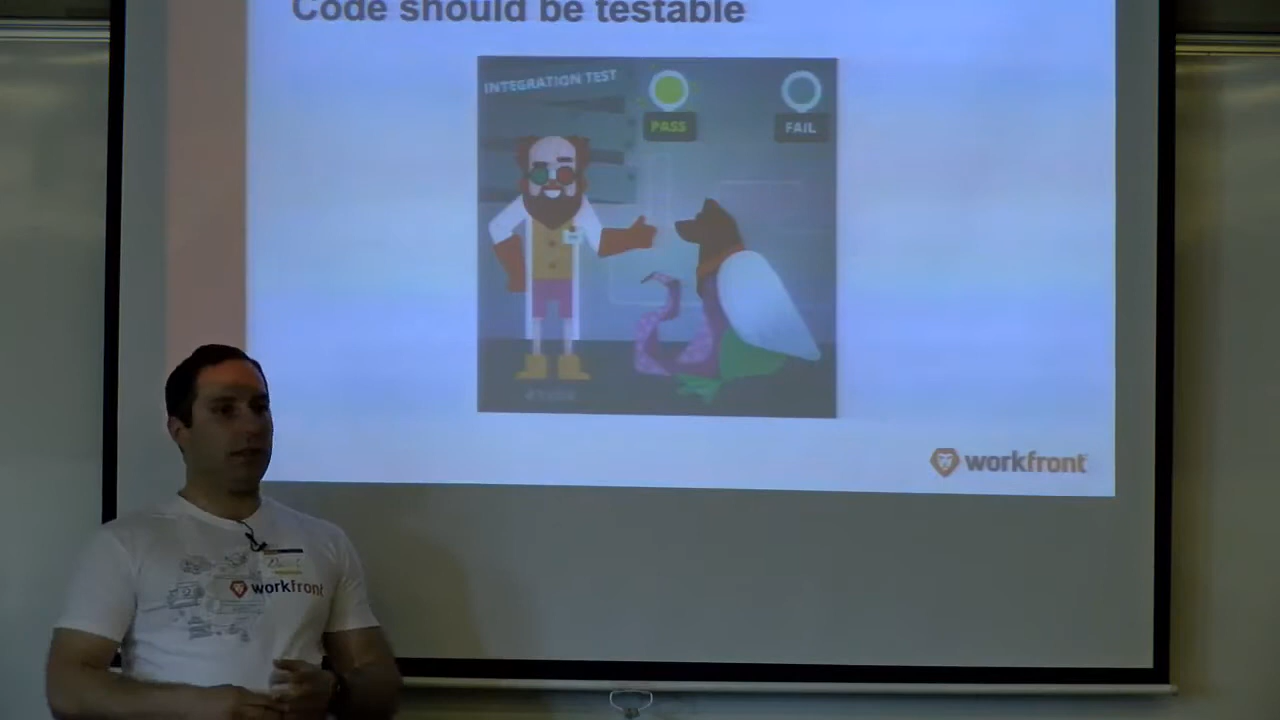 Code should be testable
INTEGRATION TEST
PASS
FAIL
workfront
workfront